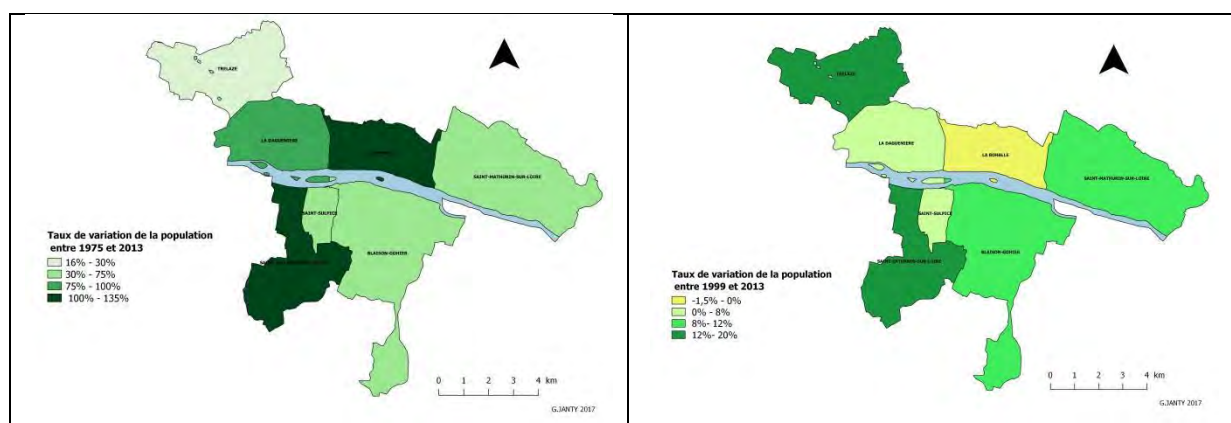 TRELAZE
LA DAGUENIERE
SAINT-MATHURIN-SUR-LOIRE
SAINT-SULPICE
BLAISON-GOHIER
Taux de variation de la population
entre 1975 et 2013
16% - 30%
30% - 75%
75% - 100%
100% - 135%
0 1 2 3 4 km
G.JANTY 2017
TRELAZE
LA DAGUENIERE
LA BOHALLE
SAINT-MATHURIN-SUR-LOIRE
SAINT-SULPICE
BLAISON-GOHIER
SAINT-SATURNIN-SUR-LOIRE
Taux de variation de la population
entre 1999 et 2013
-1,5% - 0%
0% - 8%
8%- 12%
12%- 20%
0 1 2 3 4 km
G.JANTY 2017